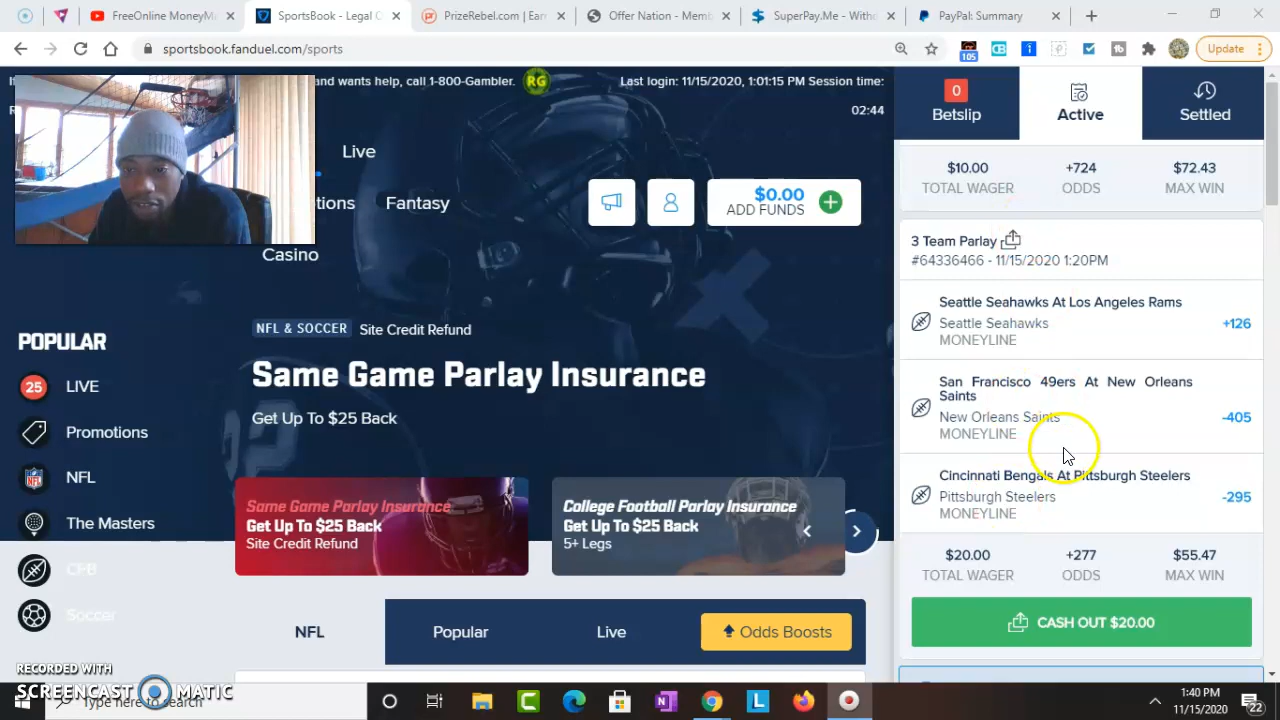 FreeOnline MoneyM
SportsBook - Legal O
PrizeRebel.com | Ear
Offer Nation - Memb
SuperPay.Me - Withd
PayPal: Summary
sportsbook.fanduel.com/sports
105
Update
and wants help, call 1-800-Gambler.
RG
Last login: 11/15/2020, 1:01:15 PM Session time:
02:44
Live
Fantasy
Casino
$0.00
ADD FUNDS
0
Betslip
Active
Settled
$10.00
+724
$72.43
TOTAL WAGER
ODDS
MAX WIN
3 Team Parlay
#64336466 - 11/15/2020 1:20PM
Seattle Seahawks At Los Angeles Rams
Seattle Seahawks
+126
MONEYLINE
San Francisco 49ers At New Orleans
Saints
New Orleans Saints
-405
MONEYLINE
Cincinnati Bengals At Pittsburgh Steelers
Pittsburgh Steelers
-295
MONEYLINE
$20.00
+277
$55.47
TOTAL WAGER
ODDS
MAX WIN
CASH OUT $20.00
POPULAR
25
LIVE
Promotions
NFL
The Masters
CFB
Soccer
NFL & SOCCER
Site Credit Refund
Same Game Parlay Insurance
Get Up To $25 Back
Same Game Parlay Insurance
Get Up To $25 Back
Site Credit Refund
College Football Parlay Insurance
Get Up To $25 Back
5+ Legs
NFL
Popular
Live
Odds Boosts
RECORDED WITH
SCREENCAST MATIC
Type here to search
1:40 PM
11/15/2020
22